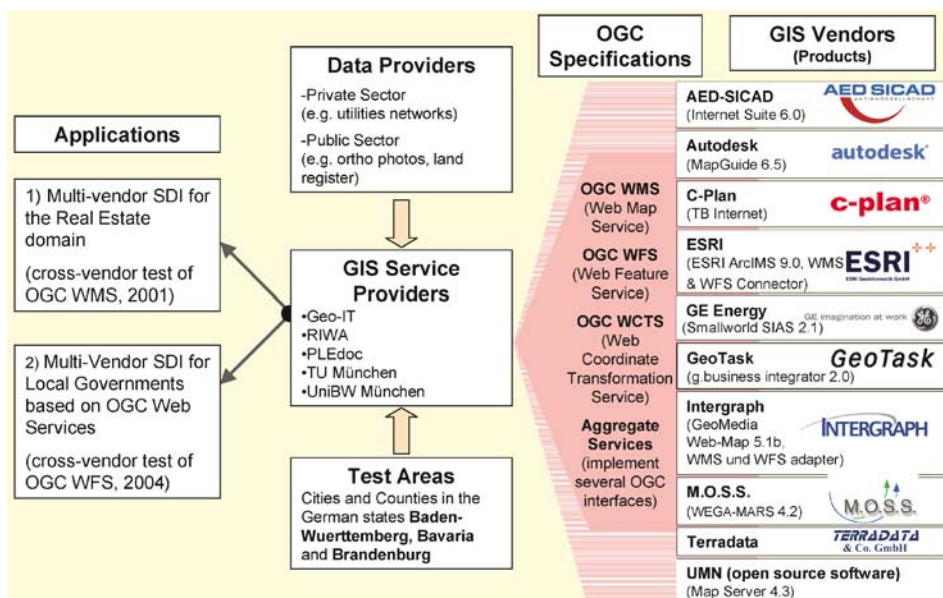 Applications
1) Multi-vendor SDI for
the Real Estate
domain
(cross-vendor test of
OGC WMS, 2001)
2) Multi-Vendor SDI for
Local Governments
based on OGC Web
Services
(cross-vendor test of
OGC WFS, 2004)
Data Providers
-Private Sector
(e.g. utilities networks)
-Public Sector
(e.g. ortho photos, land
register)
GIS Service
Providers
•Geo-IT
•RIWA
•PLEdoc
•TU München
•UniBW München
Test Areas
Cities and Counties in the
German states Baden-
Wuerttemberg, Bavaria
and Brandenburg
OGC
Specifications
OGC WMS
(Web Map
Service)
OGC WFS
(Web Feature
Service)
OGC WCTS
(Web
Coordinate
Transformation
Service)
Aggregate
Services
(implement
several OGC
interfaces)
GIS Vendors
(Products)
AED-SICAD
(Internet Suite 6.0)
AED SICAD
AKTIENGESELLSCHAFT
Autodesk
(MapGuide 6.5)
autodesk®
C-Plan
(TB Internet)
c-plan®
ESRI
(ESRI ArcIMS 9.0, WMS
& WFS Connector)
ESRI
ESRI Geoinformatik GmbH
GE Energy
(Smallworld SIAS 2.1)
GE imagination at work
GeoTask
(g.business integrator 2.0)
GeoTask
Intergraph
(GeoMedia
Web-Map 5.1b,
WMS und WFS adapter)
INTERGRAPH
M.O.S.S.
(WEGA-MARS 4.2)
M.O.S.S.
Terradata
TERRADATA
& Co. GmbH
UMN (open source software)
(Map Server 4.3)